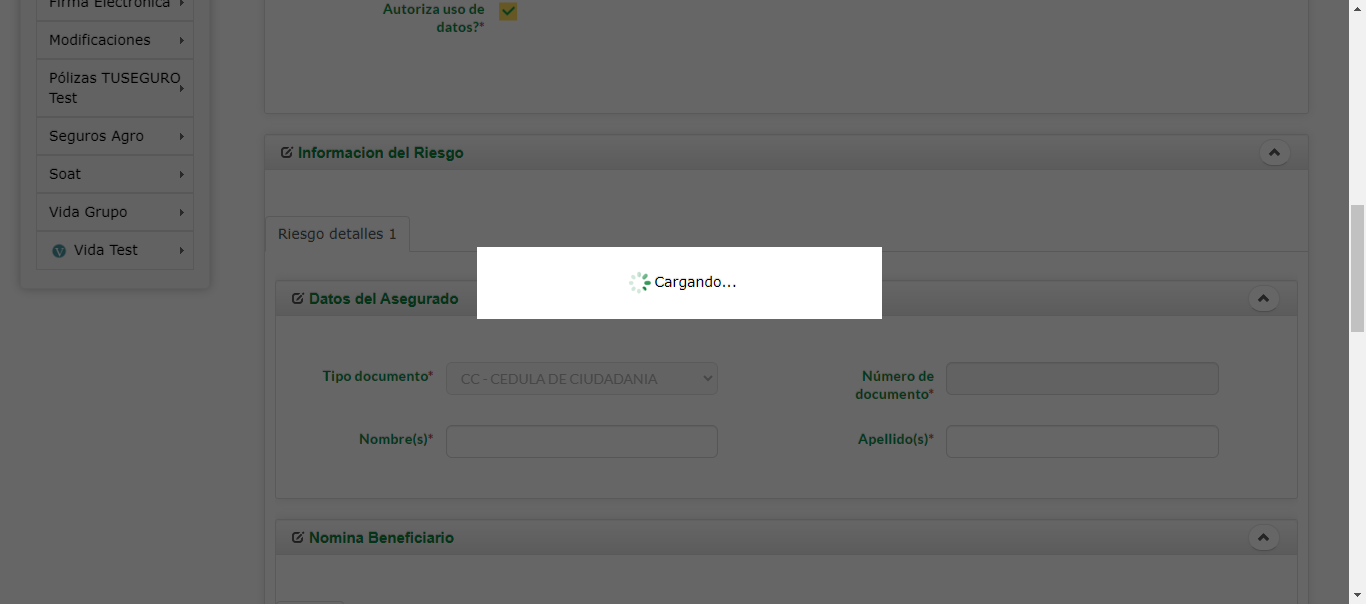 Firma Electrónica
Modificaciones
Pólizas TUSEGURO
Test
Seguros Agro
Soat
Vida Grupo
V Vida Test
Autoriza uso de
datos?*
Informacion del Riesgo
Riesgo detalles 1
Cargando...
Datos del Asegurado
Tipo documento*
CC - CEDULA DE CIUDADANIA
Número de
documento*
Nombre(s)*
Apellido(s)*
Nomina Beneficiario